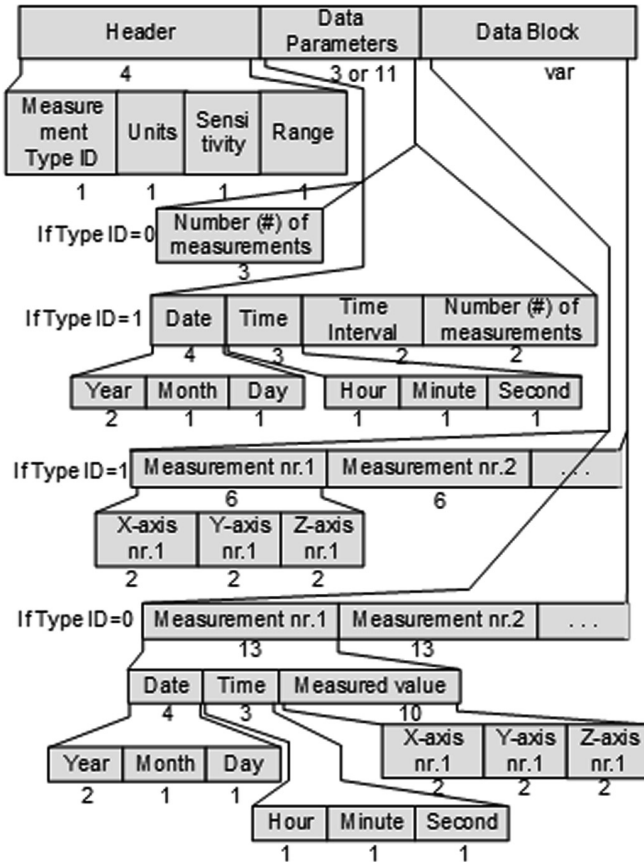 Header
Data
Parameters
Data Block
4
3 or 11
var
Measure
ment
Type ID
Units
Sensi
tivity
Range
1
1
1
1
If Type ID=0
Number (#) of
measurements
3
If Type ID=1
Date
Time
Time
Interval
Number (#) of
measurements
4
3
2
2
Year
Month
Day
Hour
Minute
Second
2
1
1
1
1
1
If Type ID=1
Measurement nr.1
Measurement nr.2
. . .
6
6
X-axis
nr.1
Y-axis
nr.1
Z-axis
nr.1
2
2
2
If Type ID=0
Measurement nr.1
Measurement nr.2
. . .
13
13
Date
Time
Measured value
4
3
10
X-axis
nr.1
Y-axis
nr.1
Z-axis
nr.1
2
2
2
Year
Month
Day
2
1
1
Hour
Minute
Second
1
1
1